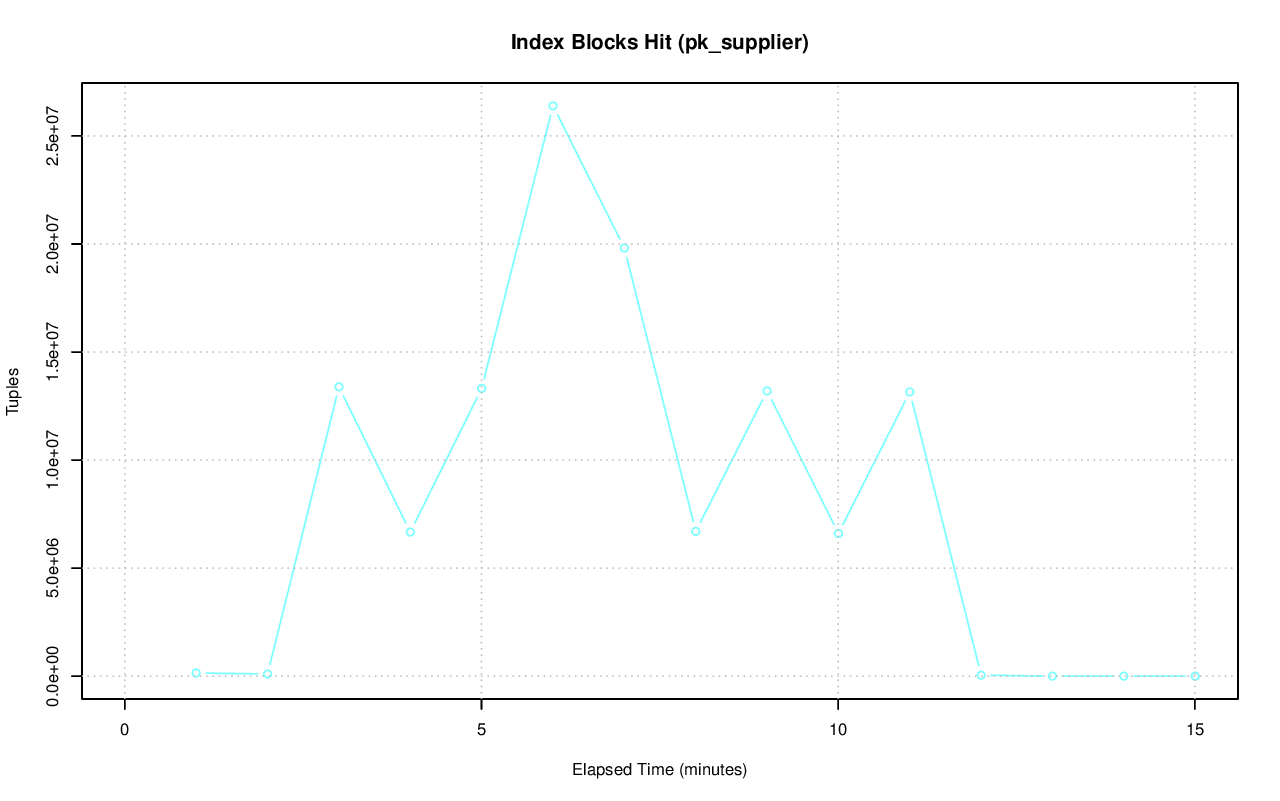 Index Blocks Hit (pk_supplier)
Tuples
2.5e+07
2.0e+07
1.5e+07
1.0e+07
5.0e+06
0.0e+00
0 5 10 15
Elapsed Time (minutes)